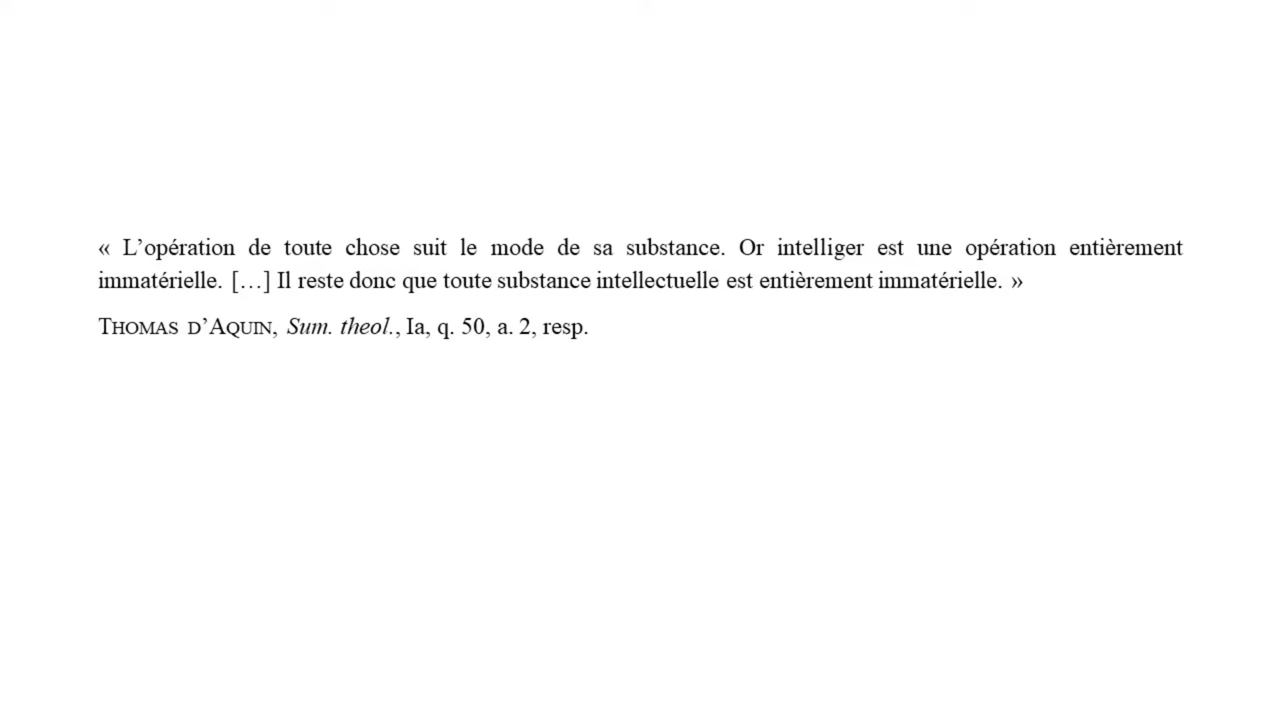 « L’opération de toute chose suit le mode de sa substance. Or intelliger est une opération entièrement
immatérielle. […] Il reste donc que toute substance intellectuelle est entièrement immatérielle. »
THOMAS D’AQUIN, Sum. theol., Ia, q. 50, a. 2, resp.